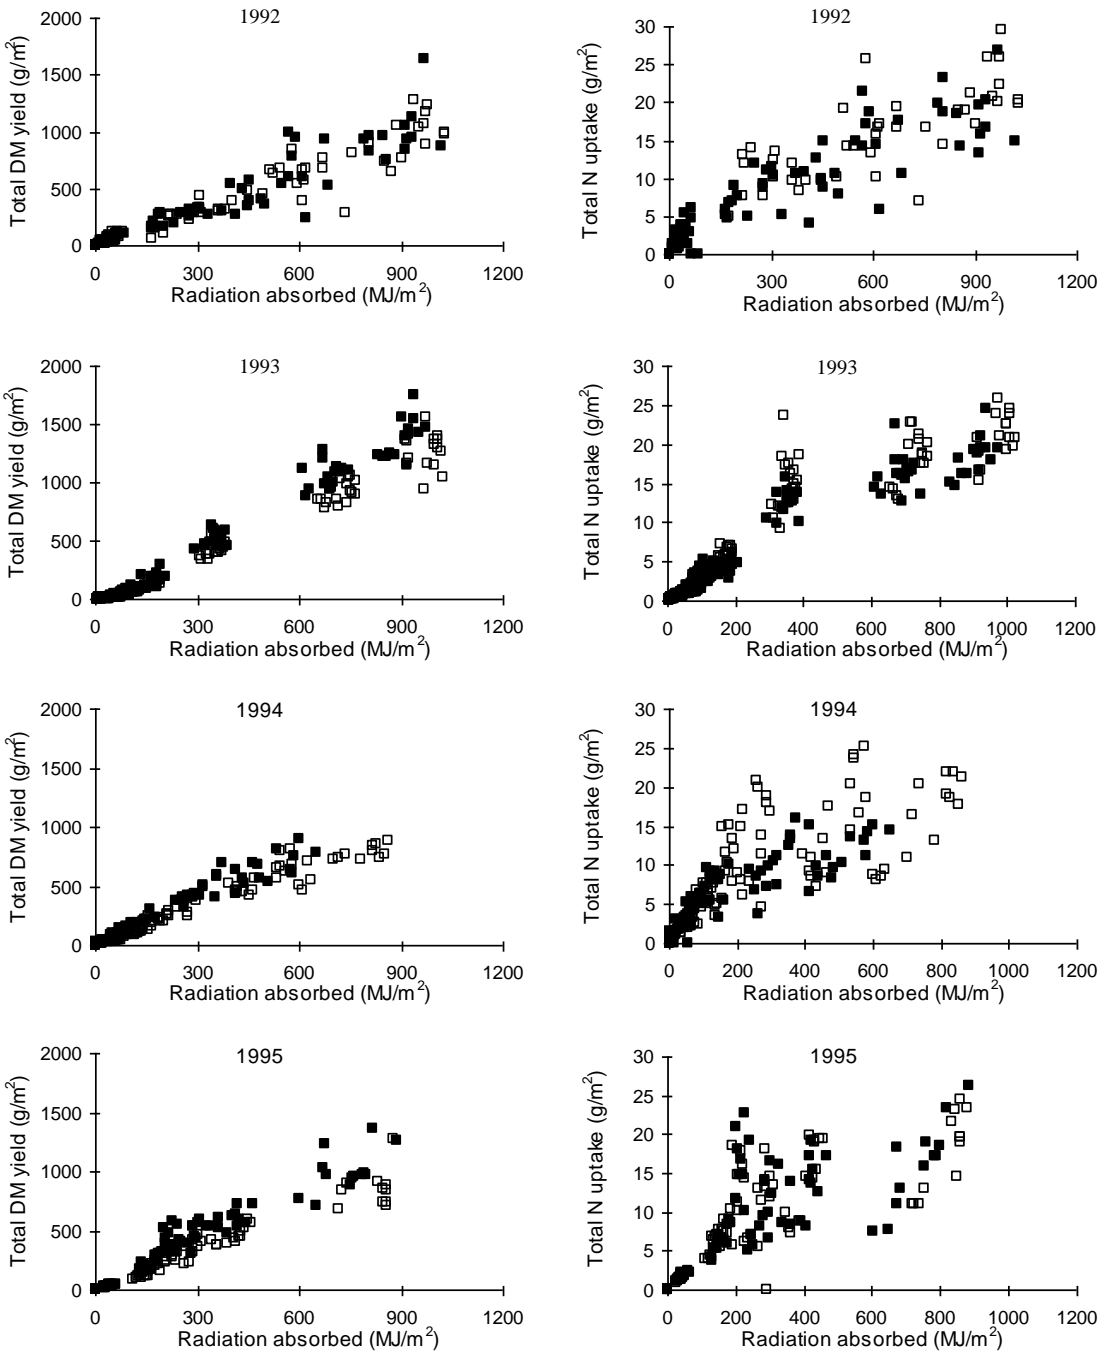 1992
Total DM yield (g/m²)
2000
1500
1000
500
0
0 300 600 900 1200
Radiation absorbed (MJ/m²)
1992
Total N uptake (g/m²)
30
25
20
15
10
5
0
0 300 600 900 1200
Radiation absorbed (MJ/m²)
1993
Total DM yield (g/m²)
2000
1500
1000
500
0
0 300 600 900 1200
Radiation absorbed (MJ/m²)
1993
Total N uptake (g/m²)
30
25
20
15
10
5
0
0 200 400 600 800 1000 1200
Radiation absorbed (MJ/m²)
1994
Total DM yield (g/m²)
2000
1500
1000
500
0
0 300 600 900 1200
Radiation absorbed (MJ/m²)
1994
Total N uptake (g/m²)
30
25
20
15
10
5
0
0 200 400 600 800 1000 1200
Radiation absorbed (MJ/m²)
1995
Total DM yield (g/m²)
2000
1500
1000
500
0
0 300 600 900 1200
Radiation absorbed (MJ/m²)
1995
Total N uptake (g/m²)
30
25
20
15
10
5
0
0 200 400 600 800 1000 1200
Radiation absorbed (MJ/m²)